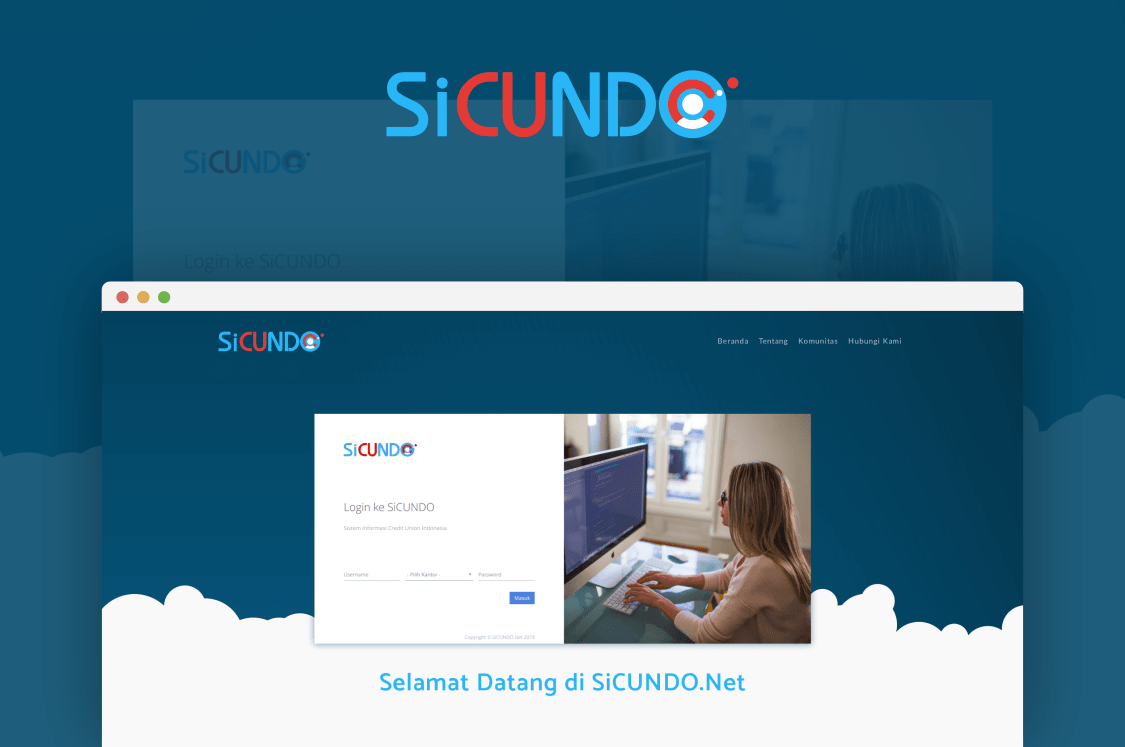 SiCUNDO
SiCUNDO
Login ke SiCUNDO
SiCUNDO
Beranda Tentang Komunitas Hubungi Kami
SiCUNDO
Login ke SiCUNDO
Sistem Informasi Credit Union Indonesia
Username - Pilih Kantor - Password
Masuk
Copyright © SiCUNDO.Net 2019
Selamat Datang di SiCUNDO.Net